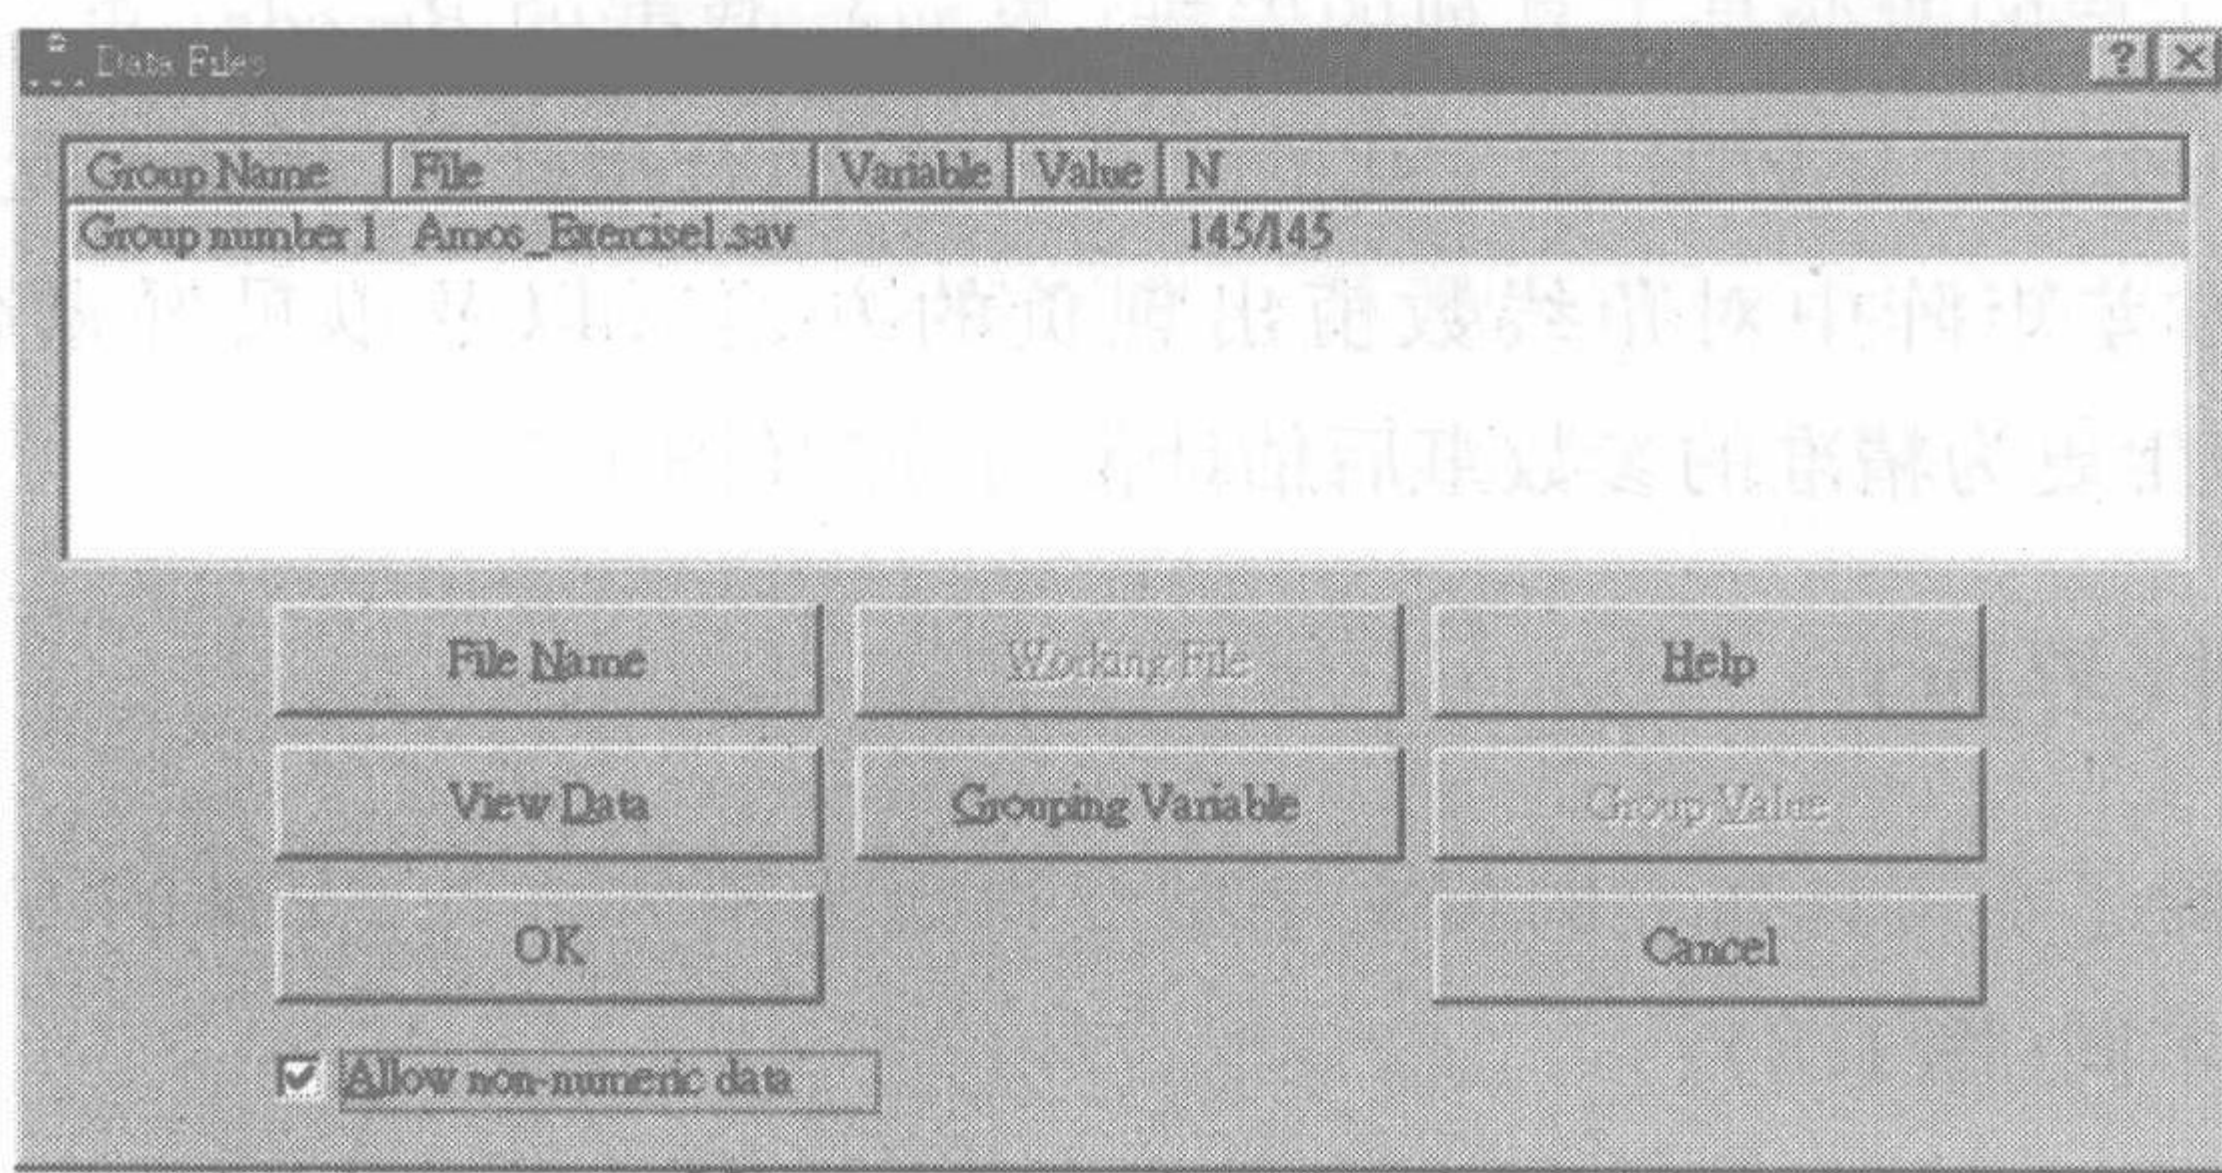 Data Files
Group Name File Variable Value N
Group number 1 Amos_Exercise1.sav 145/145
File Name Working File Help
View Data Grouping Variable Group Value
OK Cancel
Allow non-numeric data